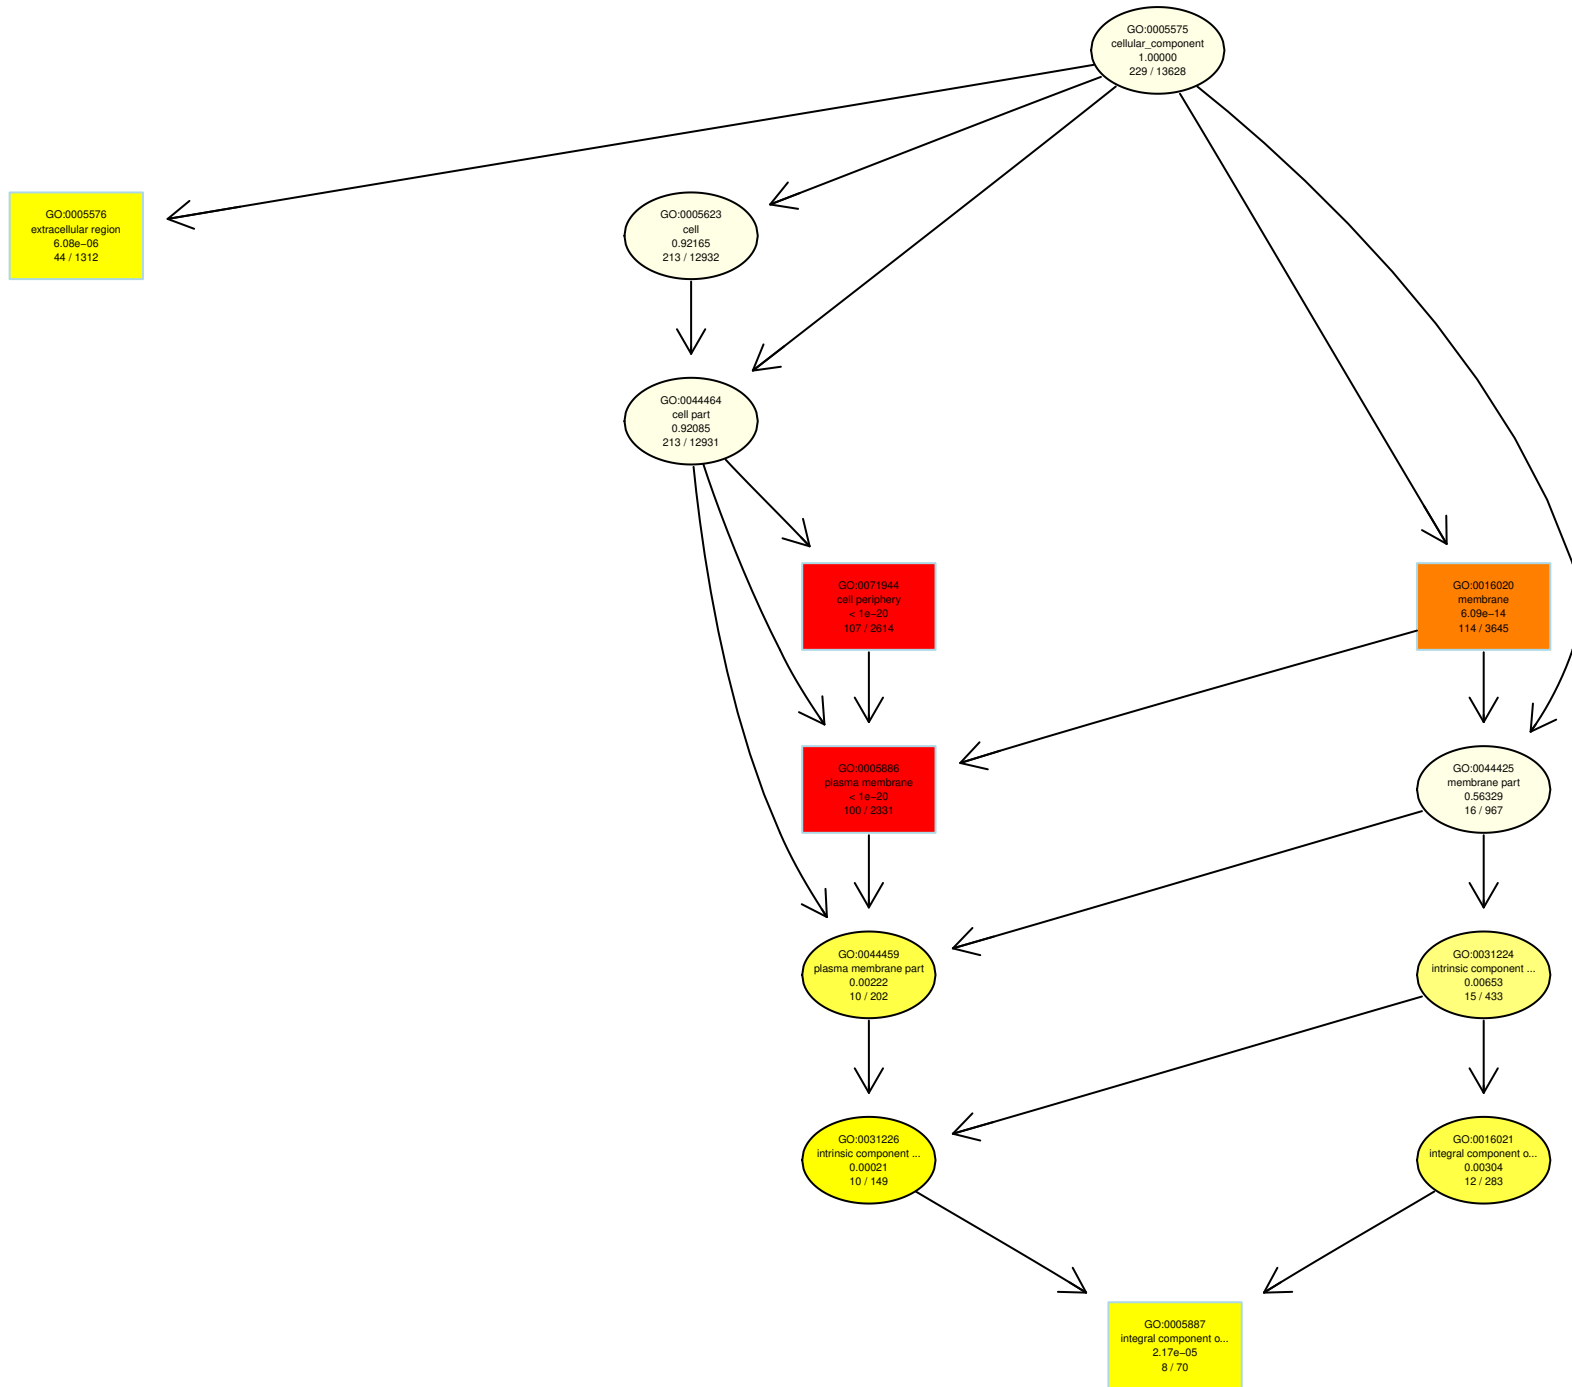 GO:0005575
cellular_component
1.00000
229 / 13628
GO:0005576
extracellular region
6.08e−06
44 / 1312
GO:0005623
cell
0.92165
213 / 12932
GO:0044464
cell part
0.92085
213 / 12931
GO:0071944
cell periphery
< 1e−20
107 / 2614
GO:0016020
membrane
6.09e−14
114 / 3645
GO:0005886
plasma membrane
< 1e−20
100 / 2331
GO:0044425
membrane part
0.56329
16 / 967
GO:0044459
plasma membrane part
0.00222
10 / 202
GO:0031224
intrinsic component ...
0.00653
15 / 433
GO:0031226
intrinsic component ...
0.00021
10 / 149
GO:0016021
integral component o...
0.00304
12 / 283
GO:0005887
integral component o...
2.17e−05
8 / 70